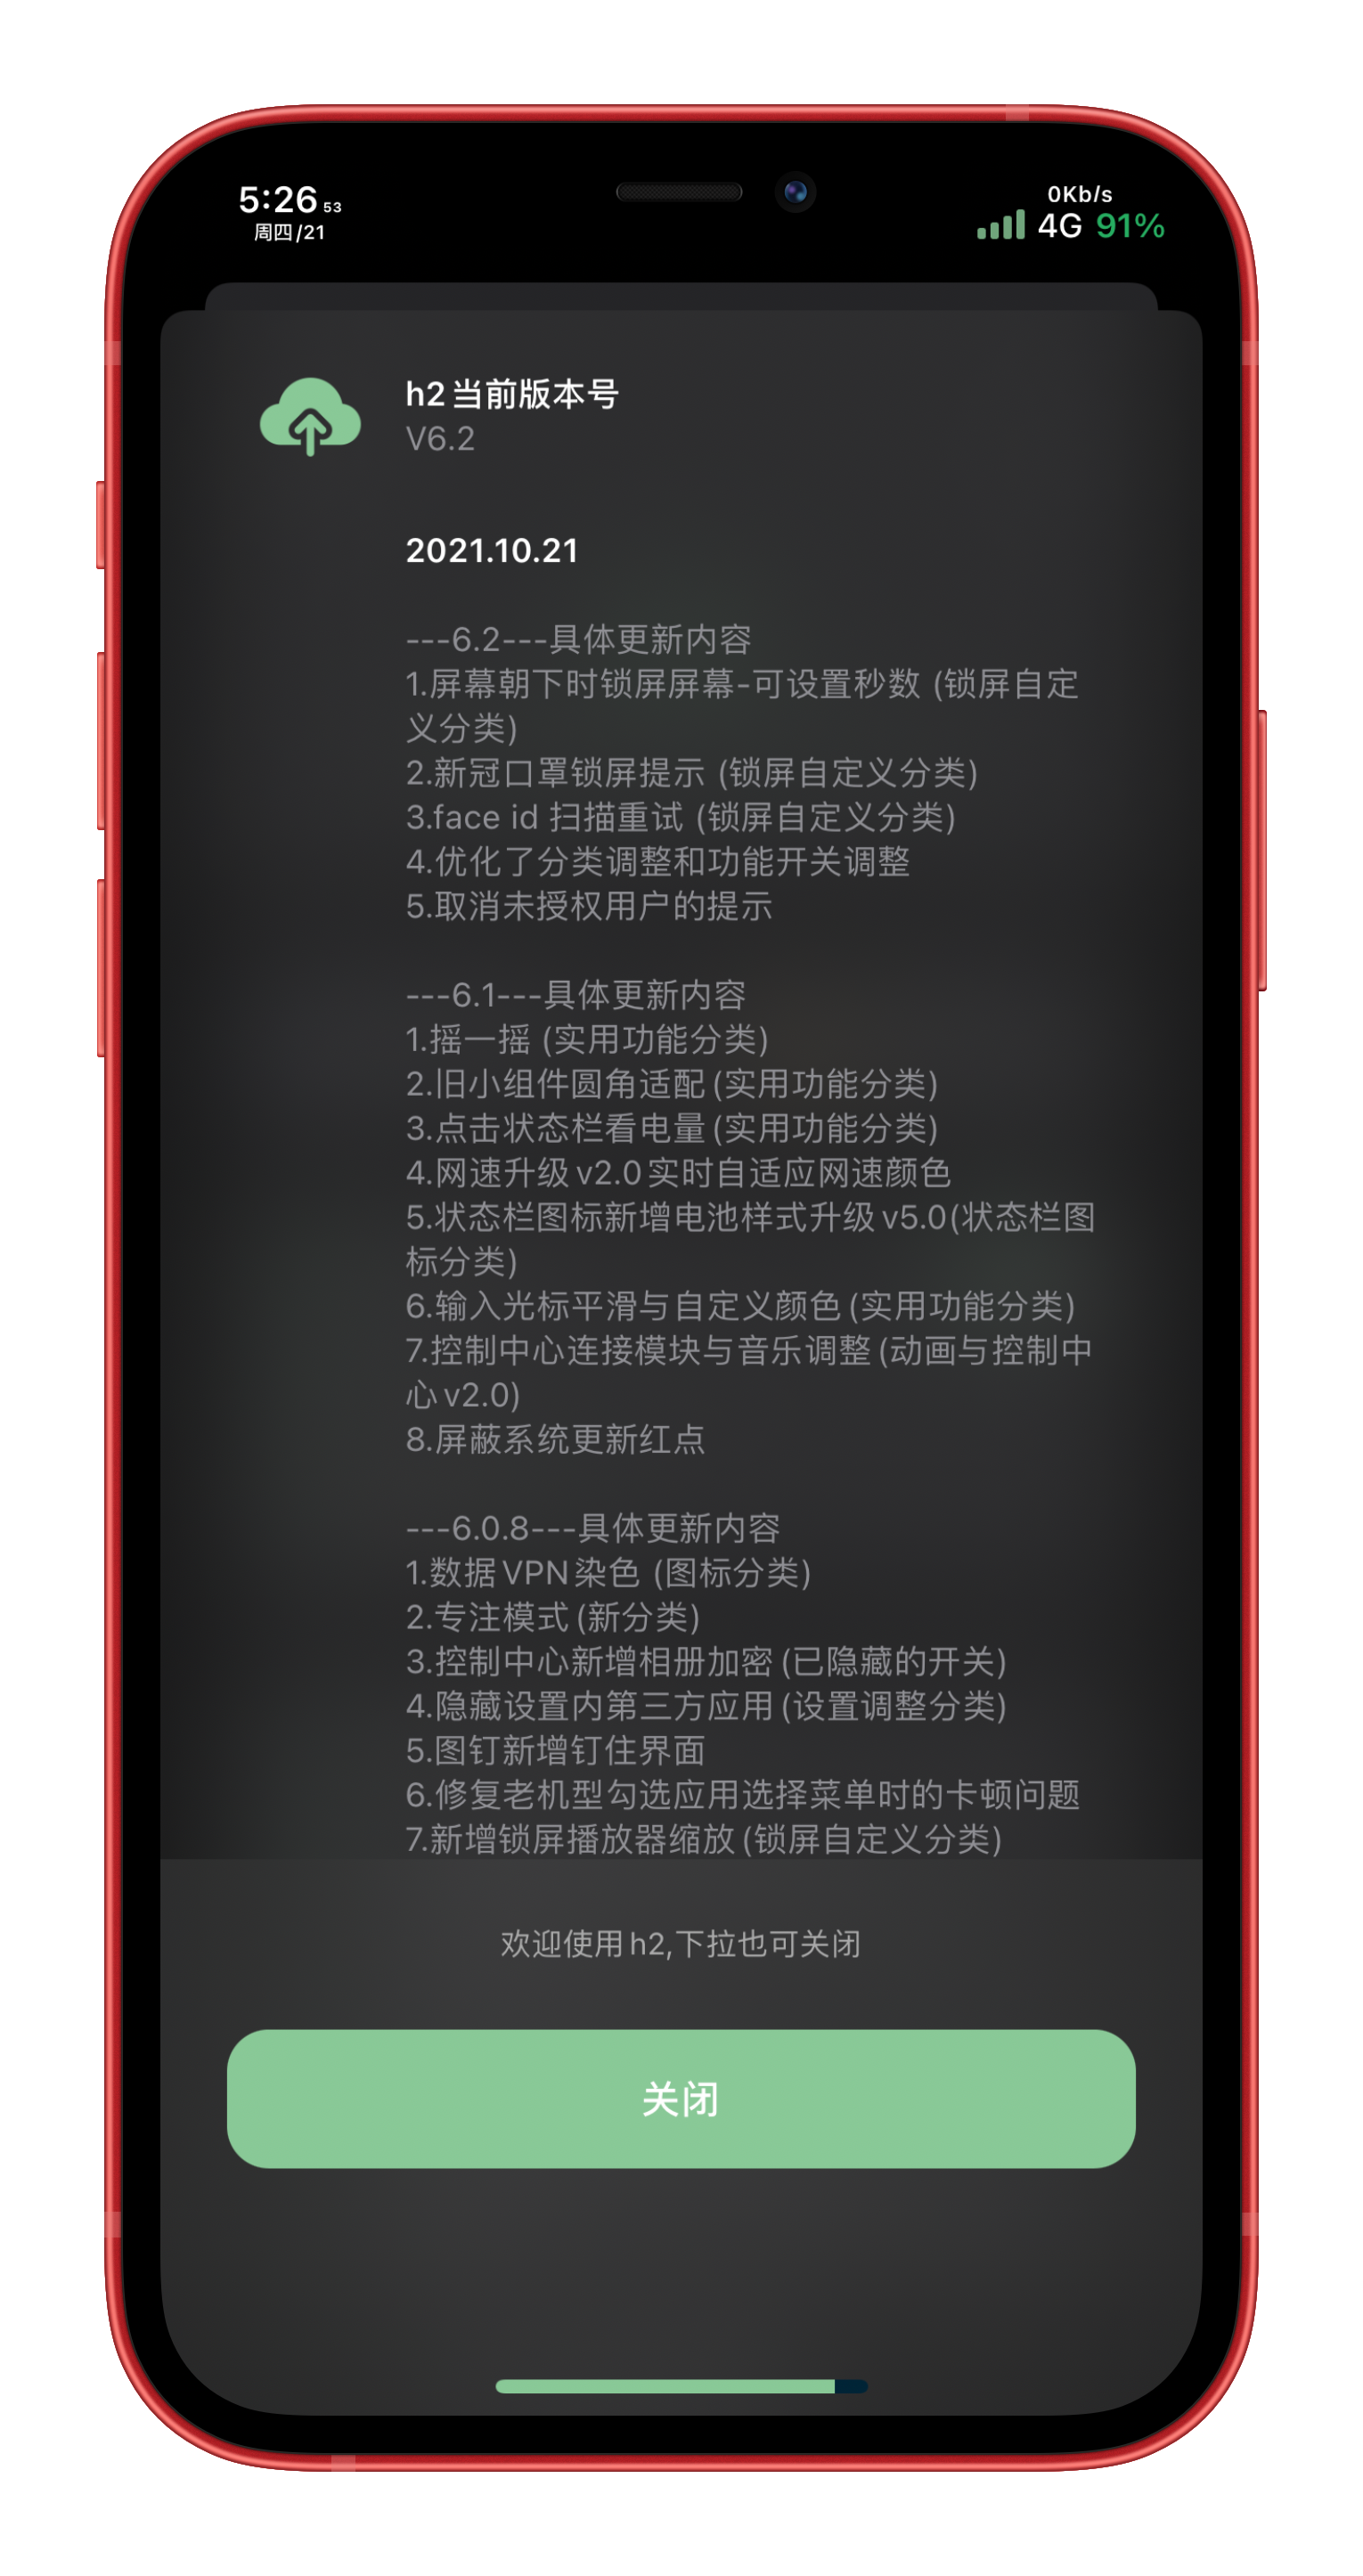 5:26 53
周四/21
0Kb/s
4G 91%
h2当前版本号
V6.2
2021.10.21
---6.2---具体更新内容
1.屏幕朝下时锁屏屏幕-可设置秒数 (锁屏自定
义分类)
2.新冠口罩锁屏提示 (锁屏自定义分类)
3.face id 扫描重试 (锁屏自定义分类)
4.优化了分类调整和功能开关调整
5.取消未授权用户的提示
---6.1---具体更新内容
1.摇一摇 (实用功能分类)
2.旧小组件圆角适配(实用功能分类)
3.点击状态栏看电量(实用功能分类)
4.网速升级v2.0实时自适应网速颜色
5.状态栏图标新增电池样式升级v5.0(状态栏图
标分类)
6.输入光标平滑与自定义颜色(实用功能分类)
7.控制中心连接模块与音乐调整(动画与控制中
心v2.0)
8.屏蔽系统更新红点
---6.0.8---具体更新内容
1.数据VPN染色 (图标分类)
2.专注模式(新分类)
3.控制中心新增相册加密(已隐藏的开关)
4.隐藏设置内第三方应用(设置调整分类)
5.图钉新增钉住界面
6.修复老机型勾选应用选择菜单时的卡顿问题
7.新增锁屏播放器缩放(锁屏自定义分类)
欢迎使用h2,下拉也可关闭
关闭